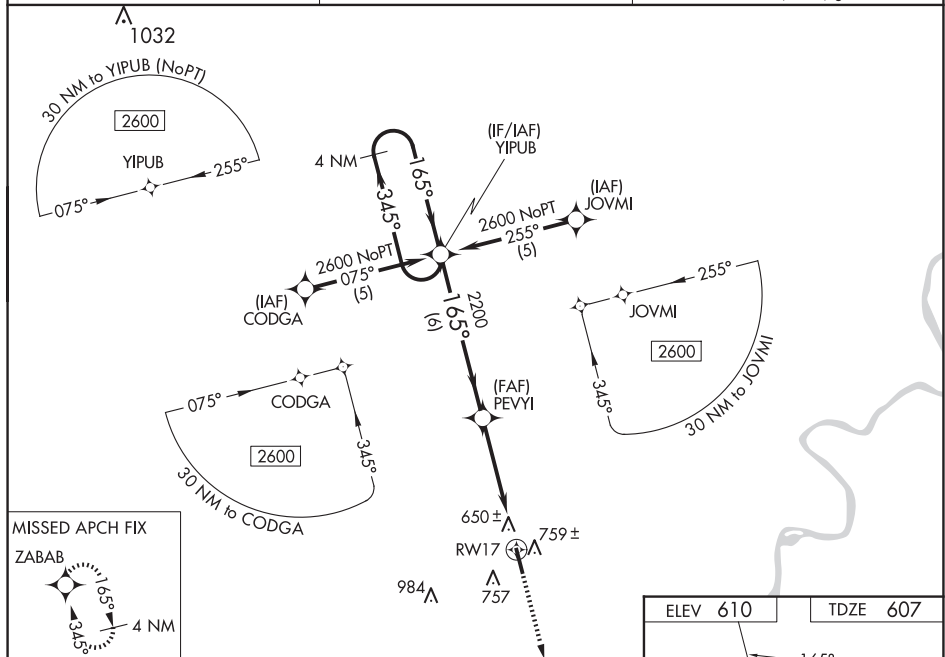 1032
30 NM to YIPUB (NoPT)
2600
YIPUB
075°
255°
4 NM
165°
345°
(IF/IAF)
YIPUB
(IAF)
JOVMI
2600 NoPT
255°
(5)
2600 NoPT
075°
(5)
(IAF)
CODGA
2200
165°
(6)
(FAF)
PEVYI
255°
JOVMI
2600
345°
30 NM to JOVMI
075°
CODGA
2600
345°
30 NM to CODGA
650 ±
RW17
759 ±
984
757
MISSED APCH FIX
ZABAB
165°
345°
4 NM
ELEV 610
TDZE 607